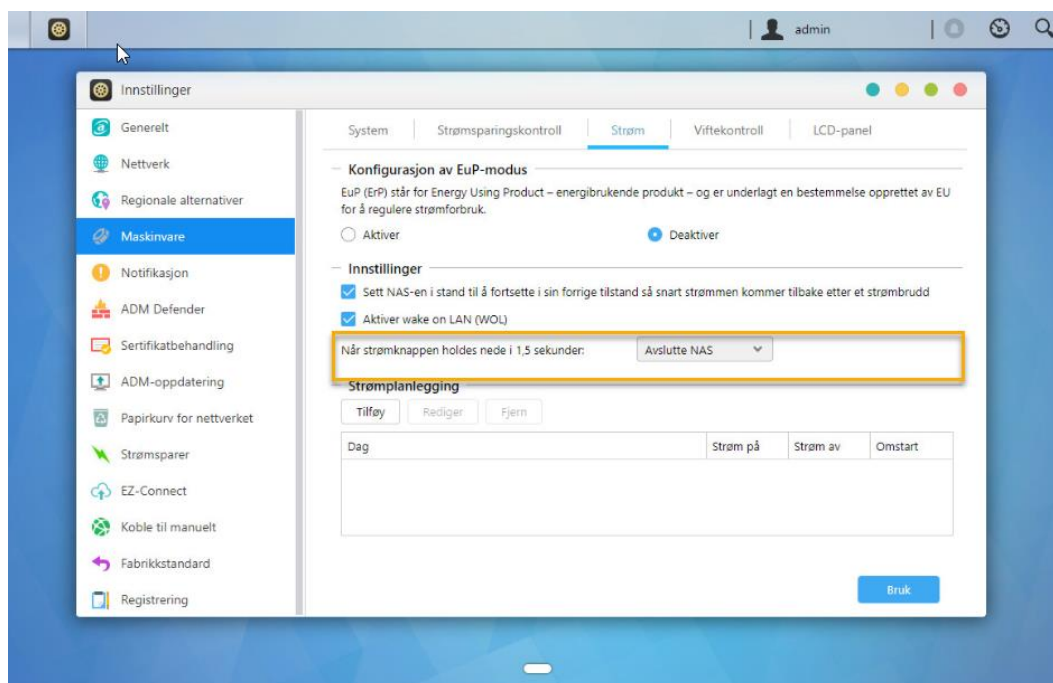 admin
Innstillinger
Generelt
Nettverk
Regionale alternativer
Maskinvare
Notifikasjon
ADM Defender
Sertifikatbehandling
ADM-oppdatering
Papirkurv for nettverket
Strømsparer
EZ-Connect
Koble til manuelt
Fabrikkstandard
Registrering
System Strømsparingskontroll Strøm Viftekontroll LCD-panel
Konfigurasjon av EuP-modus
EuP (ErP) står for Energy Using Product – energibrukende produkt – og er underlagt en bestemmelse opprettet av EU
for å regulere strømforbruk.
Aktiver Deaktiver
Innstillinger
Sett NAS-en i stand til å fortsette i sin forrige tilstand så snart strømmen kommer tilbake etter et strømbrudd
Aktiver wake on LAN (WOL)
Når strømknappen holdes nede i 1,5 sekunder: Avslutte NAS
Strømplanlegging
Tilføy Rediger Fjern
Dag Strøm på Strøm av Omstart
Bruk